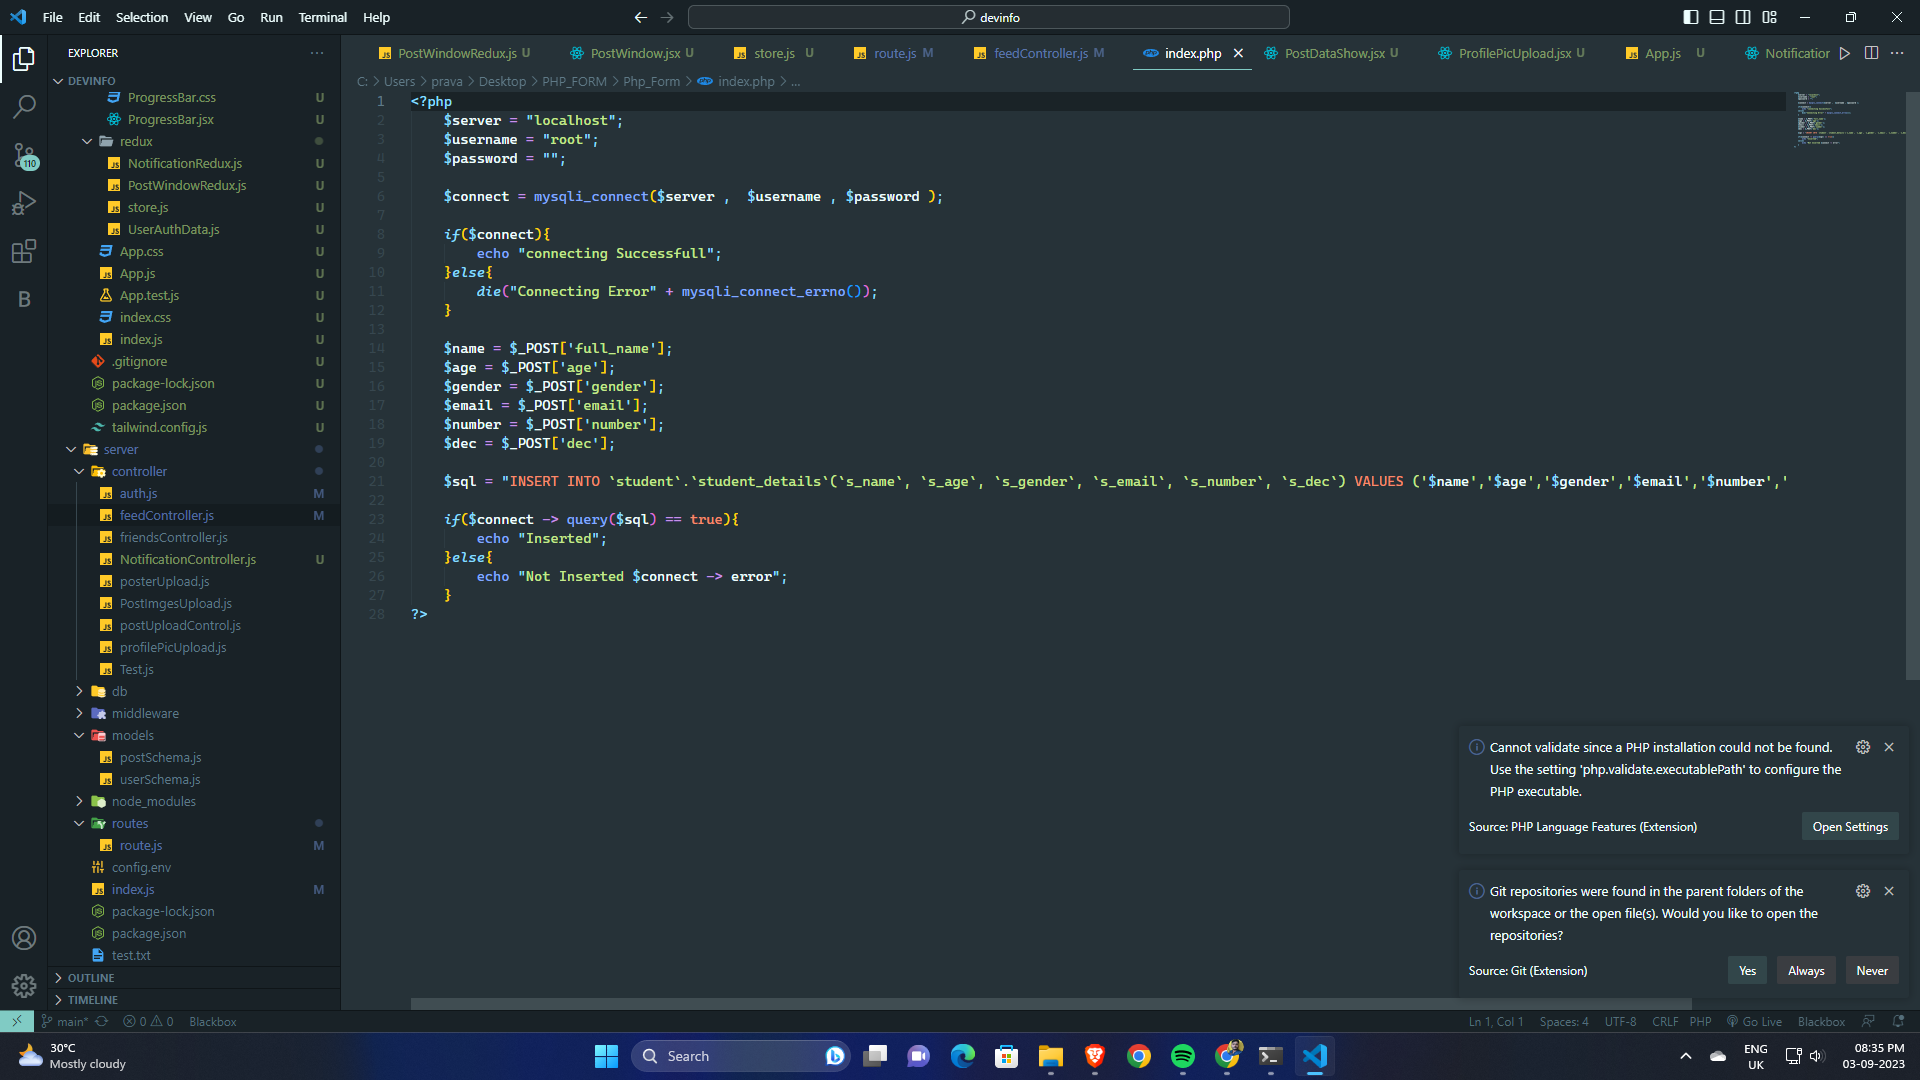 File Edit Selection View Go Run Terminal Help
devinfo
EXPLORER
PostWindowRedux.js U
PostWindow.jsx U
store.js U
route.js M
feedController.js M
index.php
PostDataShow.jsx U
ProfilePicUpload.jsx U
App.js U
Notification
C: > Users > prava > Desktop > PHP_FORM > Php_Form > index.php > ...
DEVINFO
ProgressBar.css U
ProgressBar.jsx U
redux
NotificationRedux.js U
PostWindowRedux.js U
store.js U
UserAuthData.js U
App.css U
App.js U
App.test.js U
index.css U
index.js U
.gitignore U
package-lock.json U
package.json U
tailwind.config.js U
server
controller
auth.js M
feedController.js M
friendsController.js
NotificationController.js U
posterUpload.js
PostImgesUpload.js
postUploadControl.js
profilePicUpload.js
Test.js
db
middleware
models
postSchema.js
userSchema.js
node_modules
routes
route.js M
config.env
index.js M
package-lock.json
package.json
test.txt
OUTLINE
TIMELINE
110
B
1 <?php
2 $server = "localhost";
3 $username = "root";
4 $password = "";
5
6 $connect = mysqli_connect($server ,  $username , $password );
7
8 if($connect){
9 echo "connecting Successfull";
10 }else{
11 die("Connecting Error" + mysqli_connect_errno());
12 }
13
14 $name = $_POST['full_name'];
15 $age = $_POST['age'];
16 $gender = $_POST['gender'];
17 $email = $_POST['email'];
18 $number = $_POST['number'];
19 $dec = $_POST['dec'];
20
21 $sql = "INSERT INTO `student`.`student_details`(`s_name`, `s_age`, `s_gender`, `s_email`, `s_number`, `s_dec`) VALUES ('$name','$age','$gender','$email','$number','
22
23 if($connect -> query($sql) == true){
24 echo "Inserted";
25 }else{
26 echo "Not Inserted $connect -> error";
27 }
28 ?>
Cannot validate since a PHP installation could not be found.
Use the setting 'php.validate.executablePath' to configure the
PHP executable.
Source: PHP Language Features (Extension)
Open Settings
Git repositories were found in the parent folders of the
workspace or the open file(s). Would you like to open the
repositories?
Source: Git (Extension)
Yes Always Never
main* 0 0 Blackbox
Ln 1, Col 1 Spaces: 4 UTF-8 CRLF PHP Go Live Blackbox
30°C
Mostly cloudy
Search
ENG
UK
08:35 PM
03-09-2023